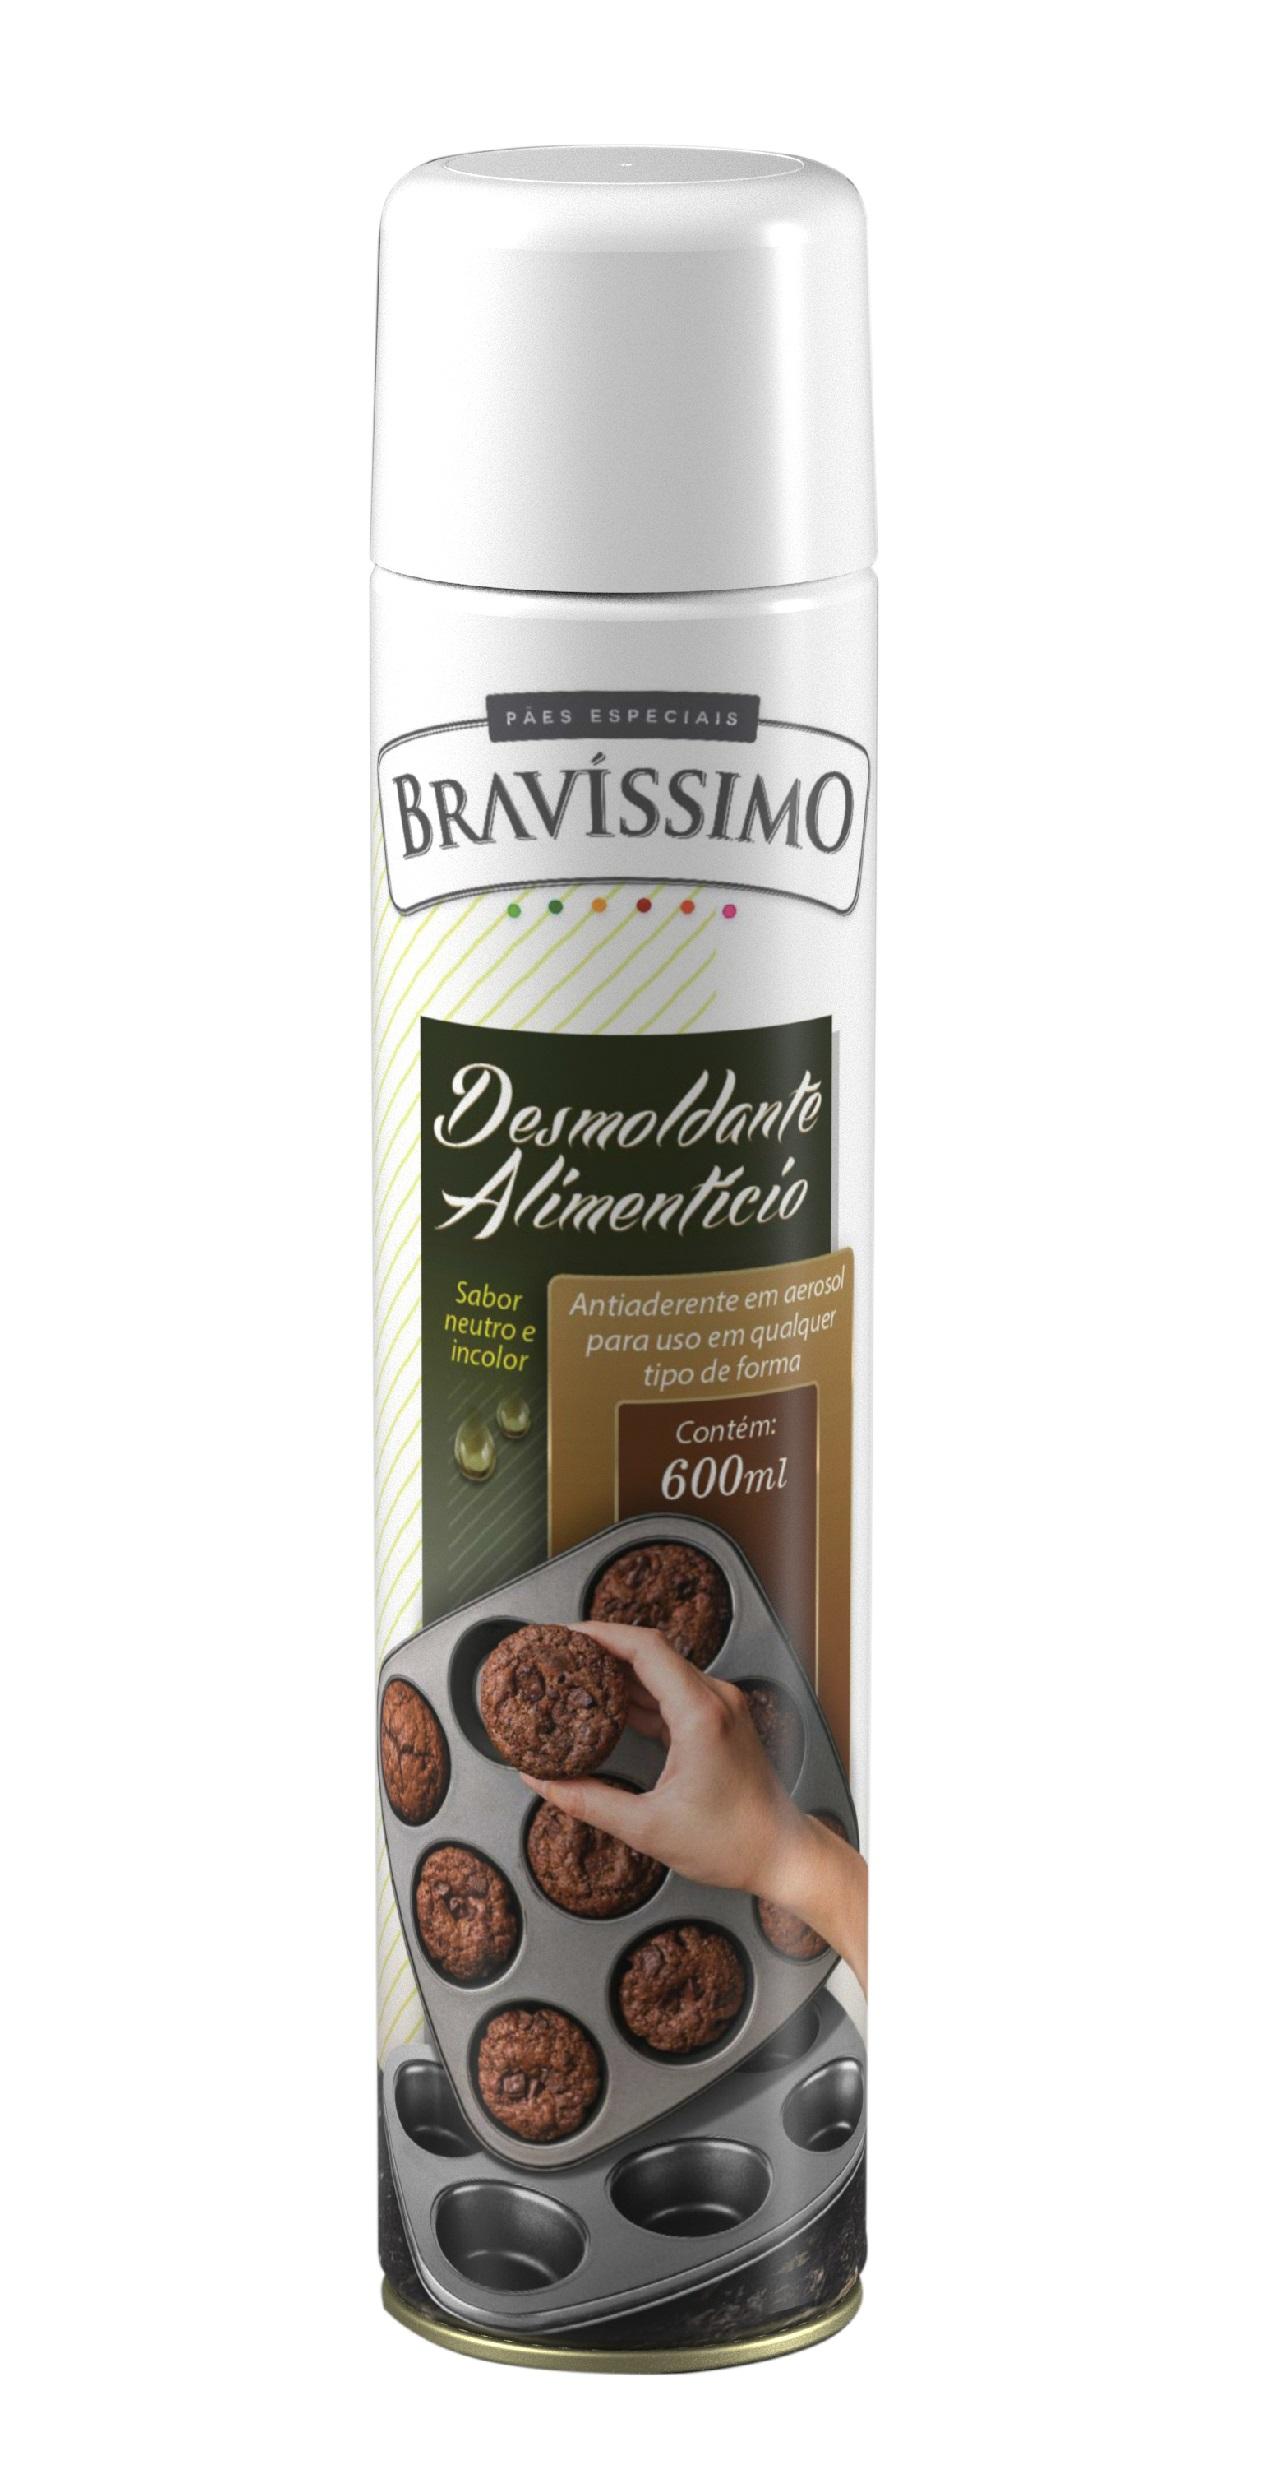 PÃES ESPECIAIS
BRAVÍSSIMO
Desmoldante
Alimentício
Sabor
neutro e
incolor
Antiaderente em aerosol
para uso em qualquer
tipo de forma
Contém:
600ml